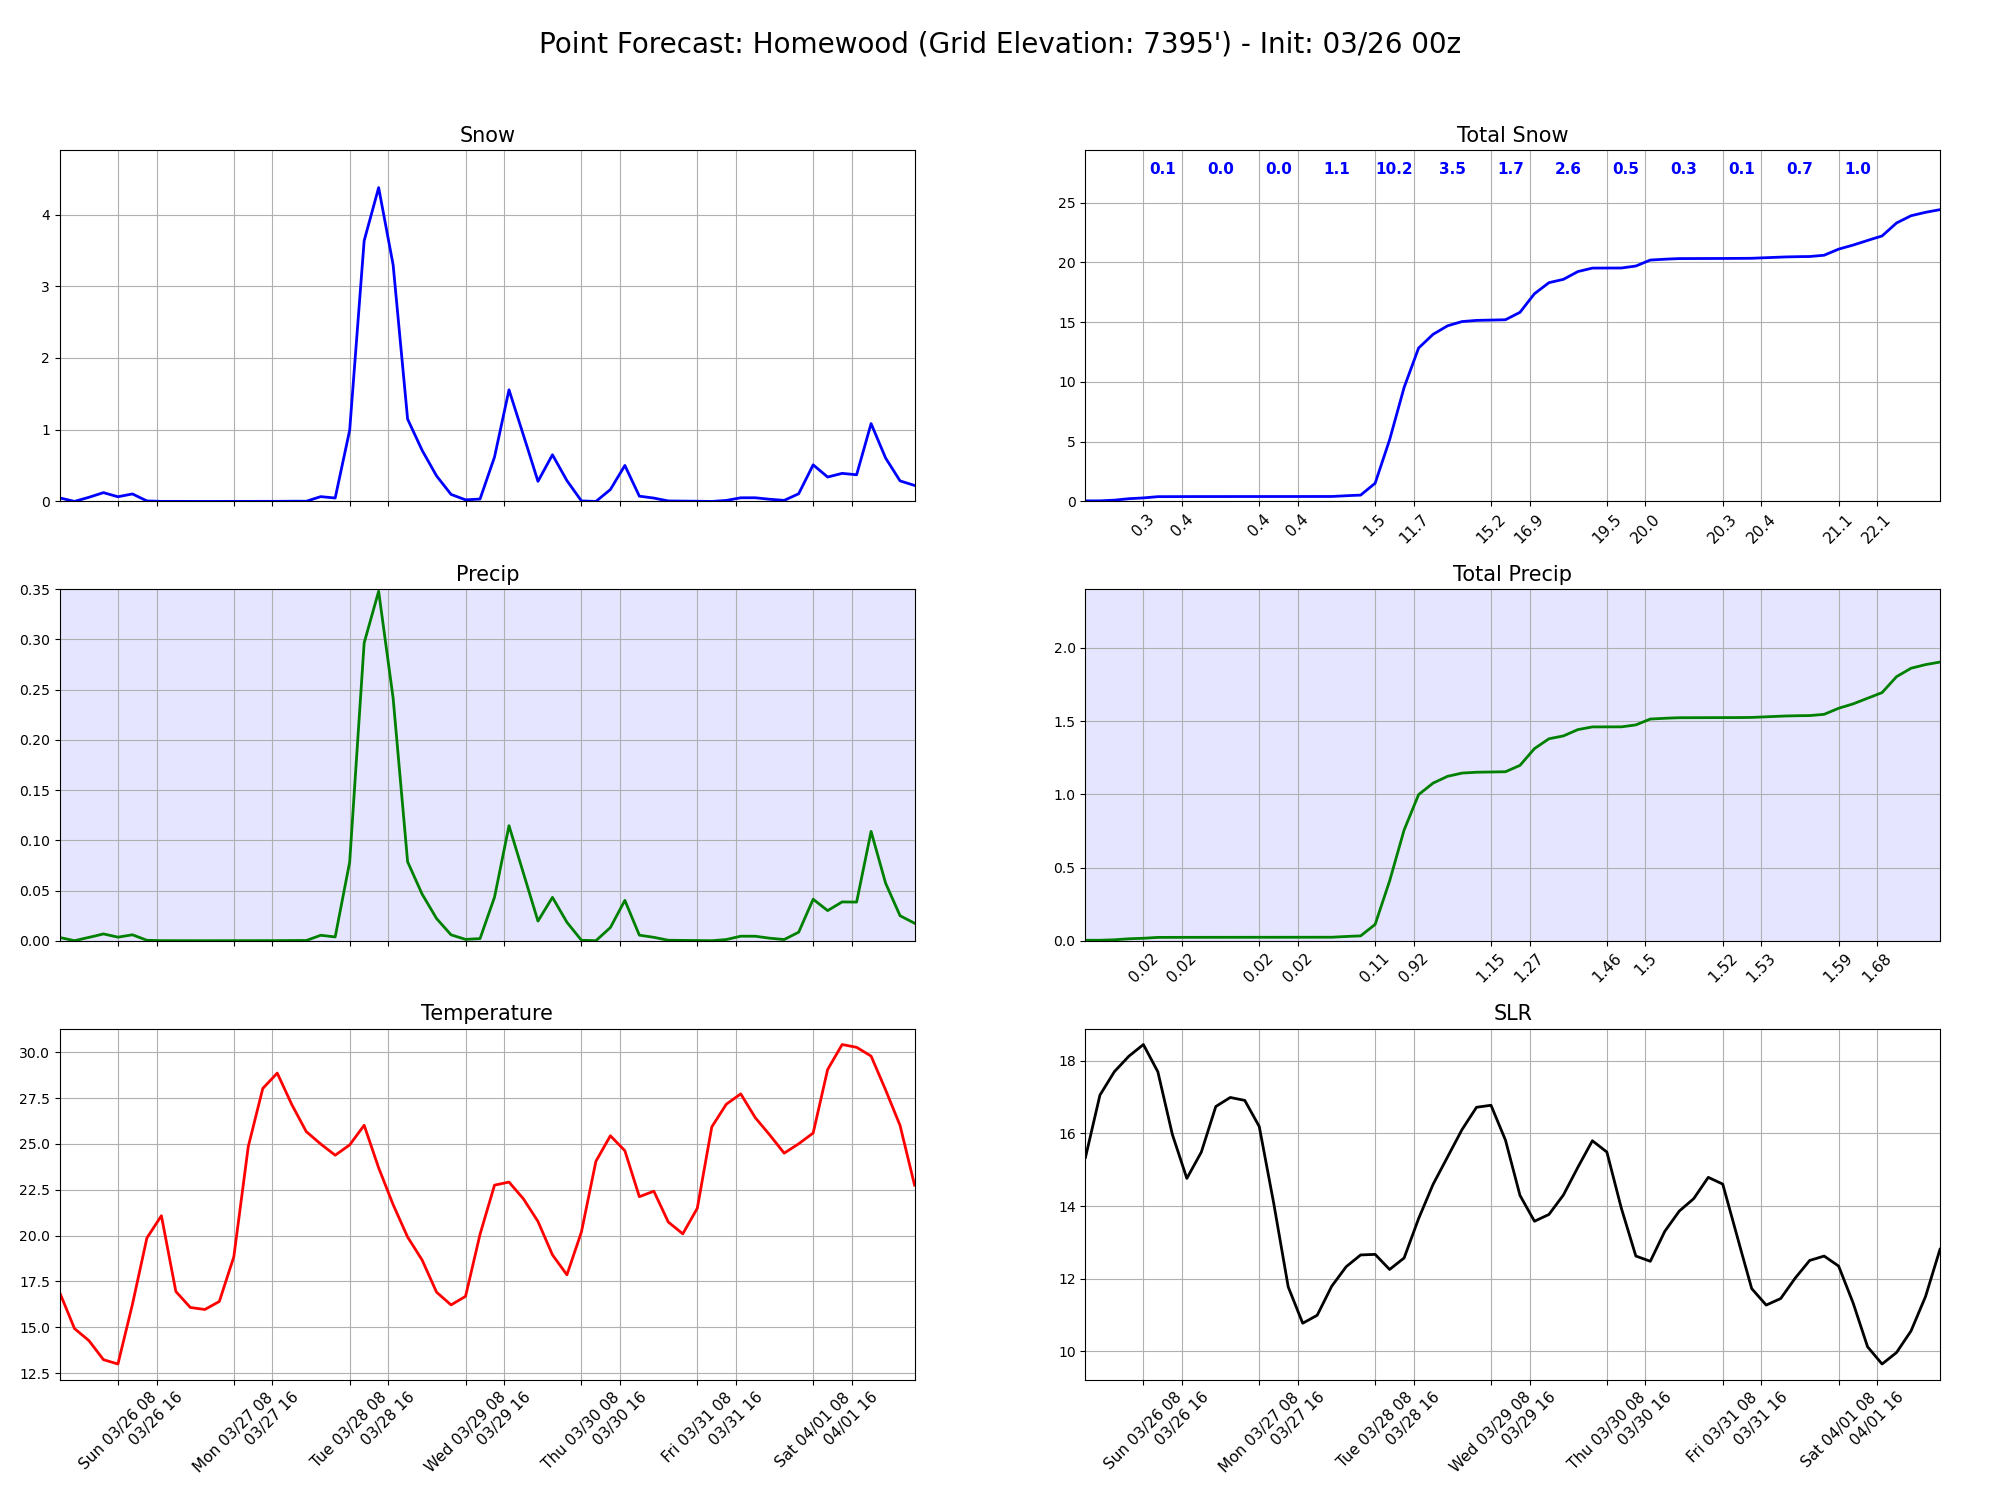 Point Forecast: Homewood (Grid Elevation: 7395') - Init: 03/26 00z
Snow
4
3
2
1
0
Total Snow
0.1 0.0 0.0 1.1 10.2 3.5 1.7 2.6 0.5 0.3 0.1 0.7 1.0
25
20
15
10
5
0
0.3 0.4 0.4 0.4 1.5 11.7 15.2 16.9 19.5 20.0 20.3 20.4 21.1 22.1
Precip
0.35
0.30
0.25
0.20
0.15
0.10
0.05
0.00
Total Precip
2.0
1.5
1.0
0.5
0.0
0.02 0.02 0.02 0.02 0.11 0.92 1.15 1.27 1.46 1.5 1.52 1.53 1.59 1.68
Temperature
30.0
27.5
25.0
22.5
20.0
17.5
15.0
12.5
Sun 03/26 08
03/26 16
Mon 03/27 08
03/27 16
Tue 03/28 08
03/28 16
Wed 03/29 08
03/29 16
Thu 03/30 08
03/30 16
Fri 03/31 08
03/31 16
Sat 04/01 08
04/01 16
SLR
18
16
14
12
10
Sun 03/26 08
03/26 16
Mon 03/27 08
03/27 16
Tue 03/28 08
03/28 16
Wed 03/29 08
03/29 16
Thu 03/30 08
03/30 16
Fri 03/31 08
03/31 16
Sat 04/01 08
04/01 16